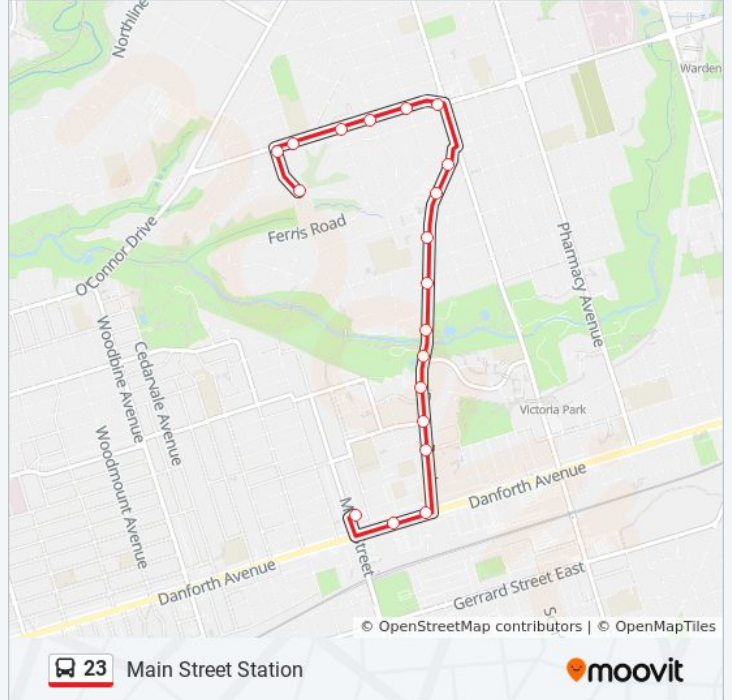 Northline
Warden
Ferris Road
O'Connor Drive
Pharmacy Avenue
Woodbine Avenue
Cedarvale Avenue
Victoria Park
Woodmount Avenue
Danforth Avenue
Danforth Avenue
Gerrard Street East
© OpenStreetMap contributors | © OpenMapTiles
23 Main Street Station
moovit